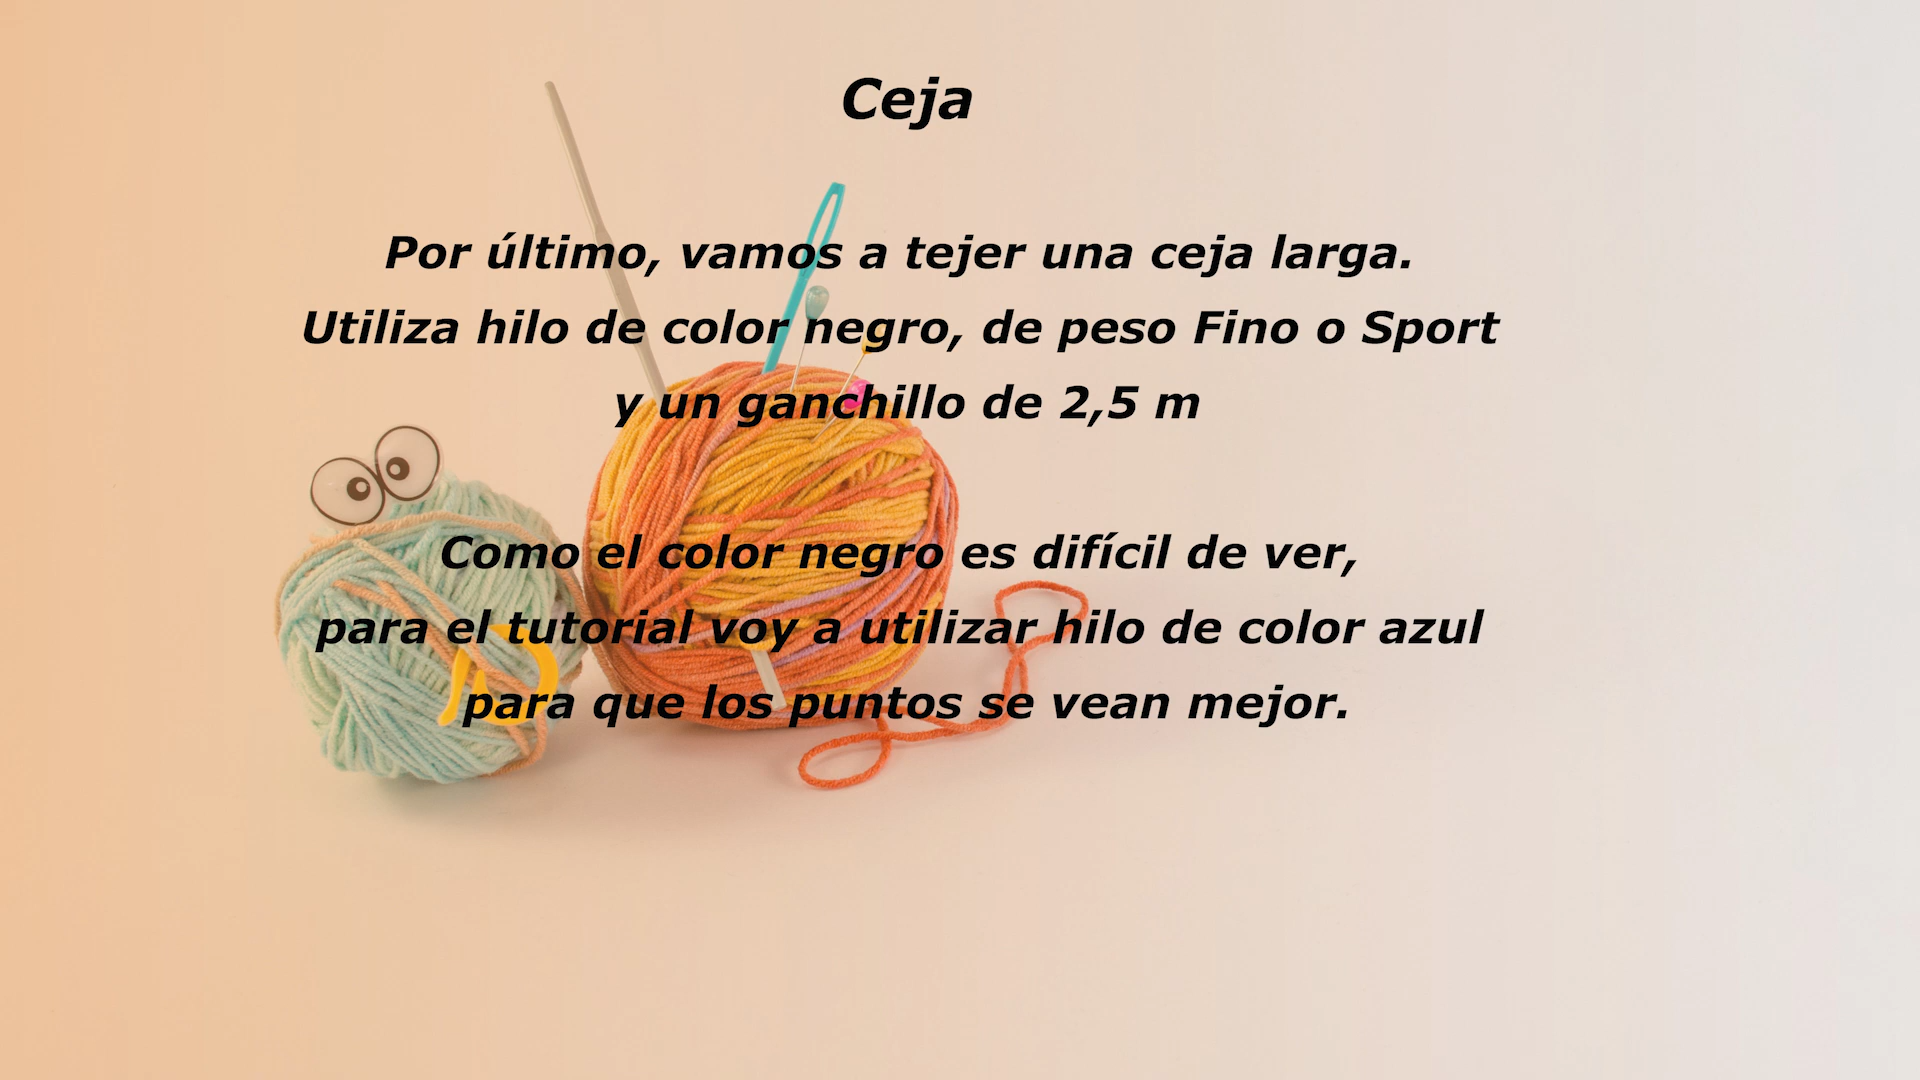 Ceja
Por último, vamos a tejer una ceja larga.
Utiliza hilo de color negro, de peso Fino o Sport
y un ganchillo de 2,5 m
Como el color negro es difícil de ver,
para el tutorial voy a utilizar hilo de color azul
para que los puntos se vean mejor.